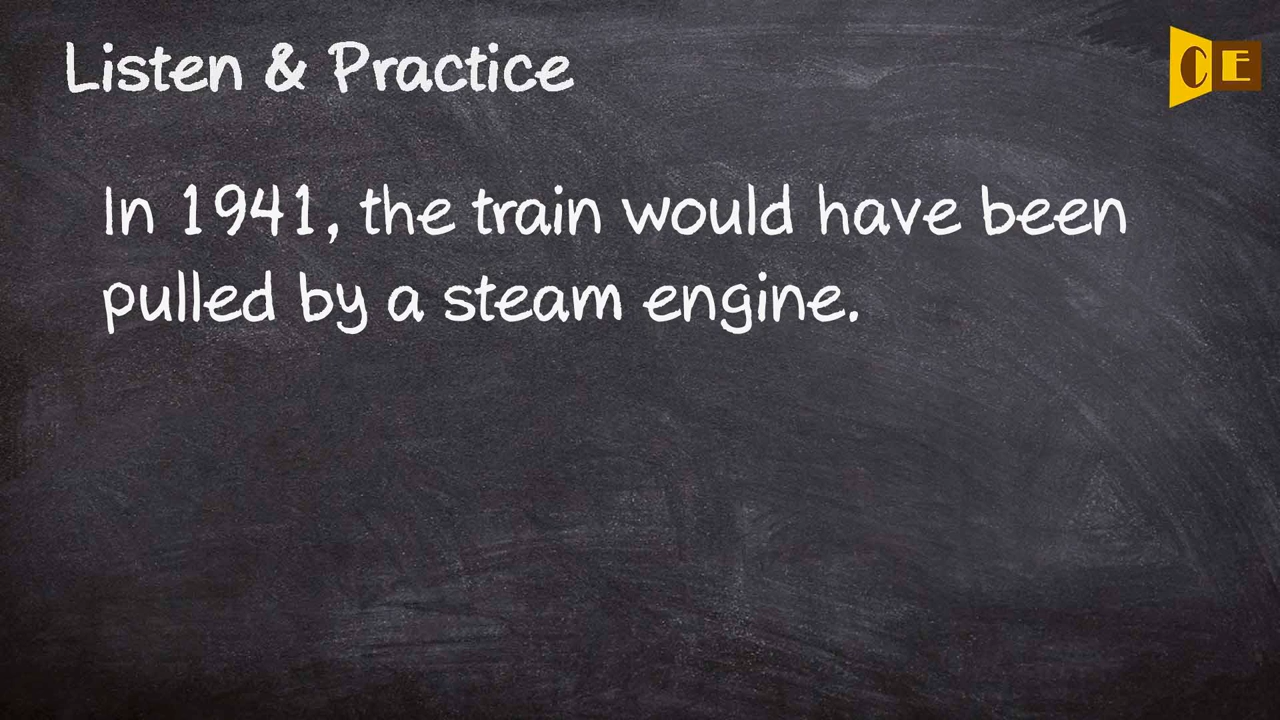 Listen & Practice
CE
In 1941, the train would have been
pulled by a steam engine.